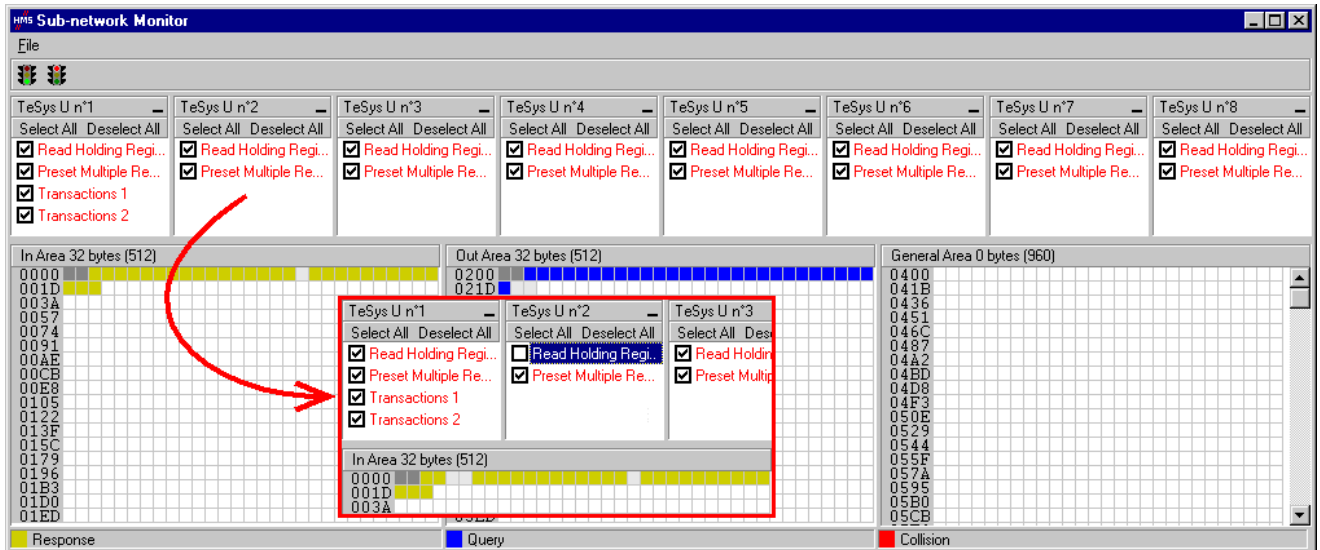 HMS Sub-network Monitor
File
TeSys U n°1 TeSys U n°2 TeSys U n°3 TeSys U n°4 TeSys U n°5 TeSys U n°6 TeSys U n°7 TeSys U n°8
Select All Deselect All Select All Deselect All Select All Deselect All Select All Deselect All Select All Deselect All Select All Deselect All Select All Deselect All Select All Deselect All
Read Holding Regi... Read Holding Regi... Read Holding Regi... Read Holding Regi... Read Holding Regi... Read Holding Regi... Read Holding Regi... Read Holding Regi...
Preset Multiple Re... Preset Multiple Re... Preset Multiple Re... Preset Multiple Re... Preset Multiple Re... Preset Multiple Re... Preset Multiple Re... Preset Multiple Re...
Transactions 1
Transactions 2
In Area 32 bytes (512)
0000
001D
003A
0057
0074
0091
00AE
00CB
00E8
0105
0122
013F
015C
0179
0196
01B3
01D0
01ED
Out Area 32 bytes (512)
0200
021D
TeSys U n°1 TeSys U n°2 TeSys U n°3
Select All Deselect All Select All Deselect All Select All Dese
Read Holding Regi... Read Holding Regi.. Read Holdin
Preset Multiple Re... Preset Multiple Re... Preset Multip
Transactions 1
Transactions 2
In Area 32 bytes (512)
0000
001D
003A
General Area 0 bytes (960)
0400
041B
0436
0451
046C
0487
04A2
04BD
04D8
04F3
050E
0529
0544
055F
057A
0595
05B0
05CB
Response Query Collision